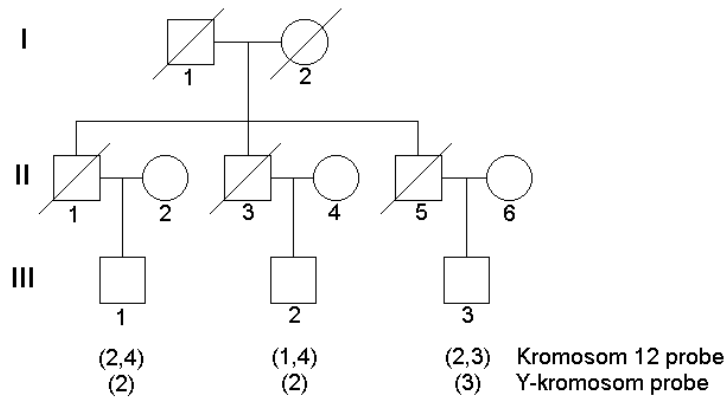 I
1 2
II
1 2 3 4 5 6
III
1 2 3
(2,4) (1,4) (2,3) Kromosom 12 probe
(2) (2) (3) Y-kromosom probe